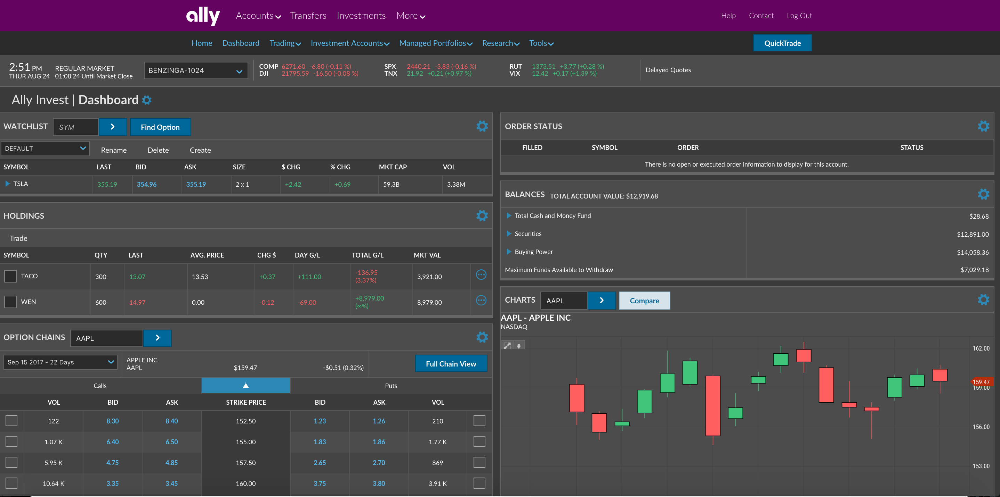 ally Accounts Transfers Investments More Help Contact Log Out
Home Dashboard Trading Investment Accounts Managed Portfolios Research Tools QuickTrade
2:51 PM
THUR AUG 24
REGULAR MARKET
01:08:24 Until Market Close
BENZINGA-1024
COMP 6271.60 -6.80 (-0.11 %)
DJI 21795.59 -16.50 (-0.08 %)
SPX 2440.21 -3.83 (-0.16 %)
TNX 21.92 +0.21 (+0.97 %)
RUT 1373.51 +3.77 (+0.28 %)
VIX 12.42 +0.17 (+1.39 %)
Delayed Quotes
Ally Invest | Dashboard
WATCHLIST SYM Find Option
DEFAULT Rename Delete Create
SYMBOL LAST BID ASK SIZE $ CHG % CHG MKT CAP VOL
TSLA 355.19 354.96 355.19 2 x 1 +2.42 +0.69 59.3B 3.38M
HOLDINGS
Trade
SYMBOL QTY LAST AVG. PRICE CHG $ DAY G/L TOTAL G/L MKT VAL
TACO 300 13.07 13.53 +0.37 +111.00 -136.95 (3.37%) 3,921.00
WEN 600 14.97 0.00 -0.12 -69.00 +8,979.00 (∞%) 8,979.00
OPTION CHAINS AAPL
Sep 15 2017 - 22 Days
APPLE INC
AAPL $159.47 -$0.51 (0.32%)
Full Chain View
Calls Puts
VOL BID ASK STRIKE PRICE BID ASK VOL
122 8.30 8.40 152.50 1.23 1.26 210
1.07 K 6.40 6.50 155.00 1.83 1.86 1.77 K
5.95 K 4.75 4.85 157.50 2.65 2.70 869
10.64 K 3.35 3.45 160.00 3.75 3.80 3.91 K
ORDER STATUS
FILLED SYMBOL ORDER STATUS
There is no open or executed order information to display for this account.
BALANCES TOTAL ACCOUNT VALUE: $12,919.68
Total Cash and Money Fund $28.68
Securities $12,891.00
Buying Power $14,058.36
Maximum Funds Available to Withdraw $7,029.18
CHARTS AAPL Compare
AAPL - APPLE INC
NASDAQ
162.00
159.47
159.00
156.00
153.00